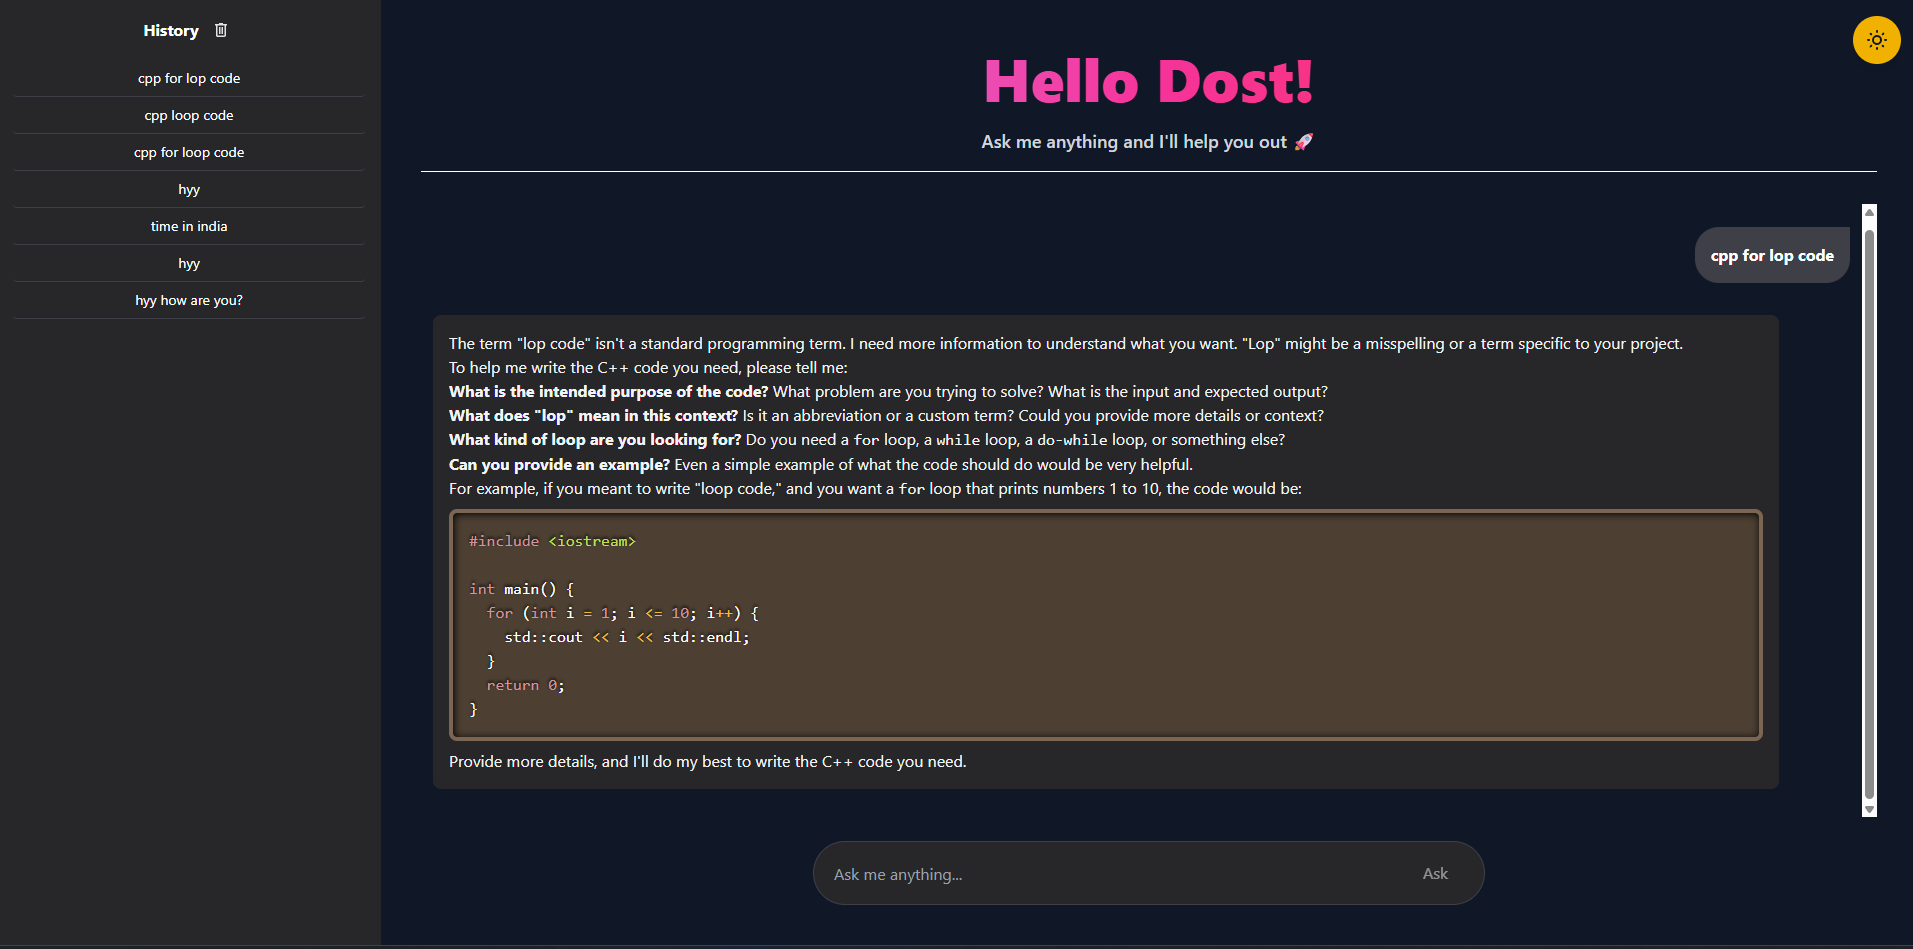 History
cpp for lop code
cpp loop code
cpp for loop code
hyy
time in india
hyy
hyy how are you?
Hello Dost!
Ask me anything and I'll help you out 🚀
cpp for lop code
The term "lop code" isn't a standard programming term. I need more information to understand what you want. "Lop" might be a misspelling or a term specific to your project.
To help me write the C++ code you need, please tell me:
What is the intended purpose of the code? What problem are you trying to solve? What is the input and expected output?
What does "lop" mean in this context? Is it an abbreviation or a custom term? Could you provide more details or context?
What kind of loop are you looking for? Do you need a for loop, a while loop, a do-while loop, or something else?
Can you provide an example? Even a simple example of what the code should do would be very helpful.
For example, if you meant to write "loop code," and you want a for loop that prints numbers 1 to 10, the code would be:
#include <iostream>
int main() {
  for (int i = 1; i <= 10; i++) {
    std::cout << i << std::endl;
  }
  return 0;
}
Provide more details, and I'll do my best to write the C++ code you need.
Ask me anything...
Ask